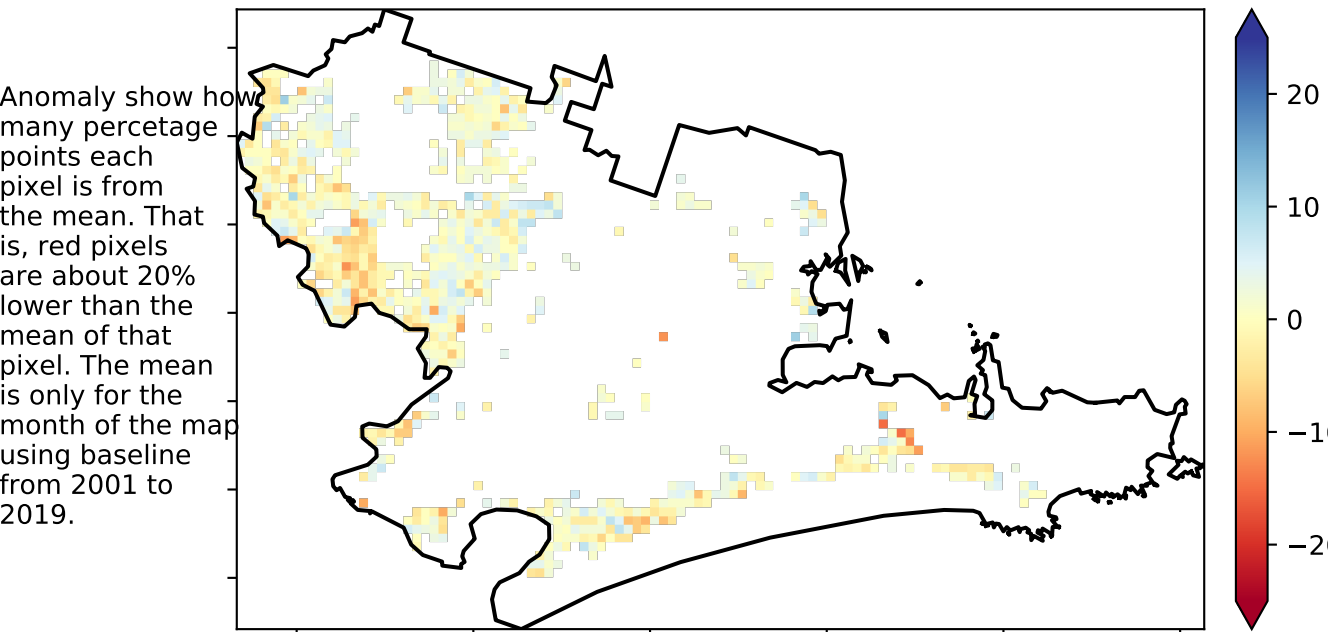 Anomaly show how
many percetage
points each
pixel is from
the mean. That
is, red pixels
are about 20%
lower than the
mean of that
pixel. The mean
is only for the
month of the map
using baseline
from 2001 to
2019.
20
10
0
−10
−20